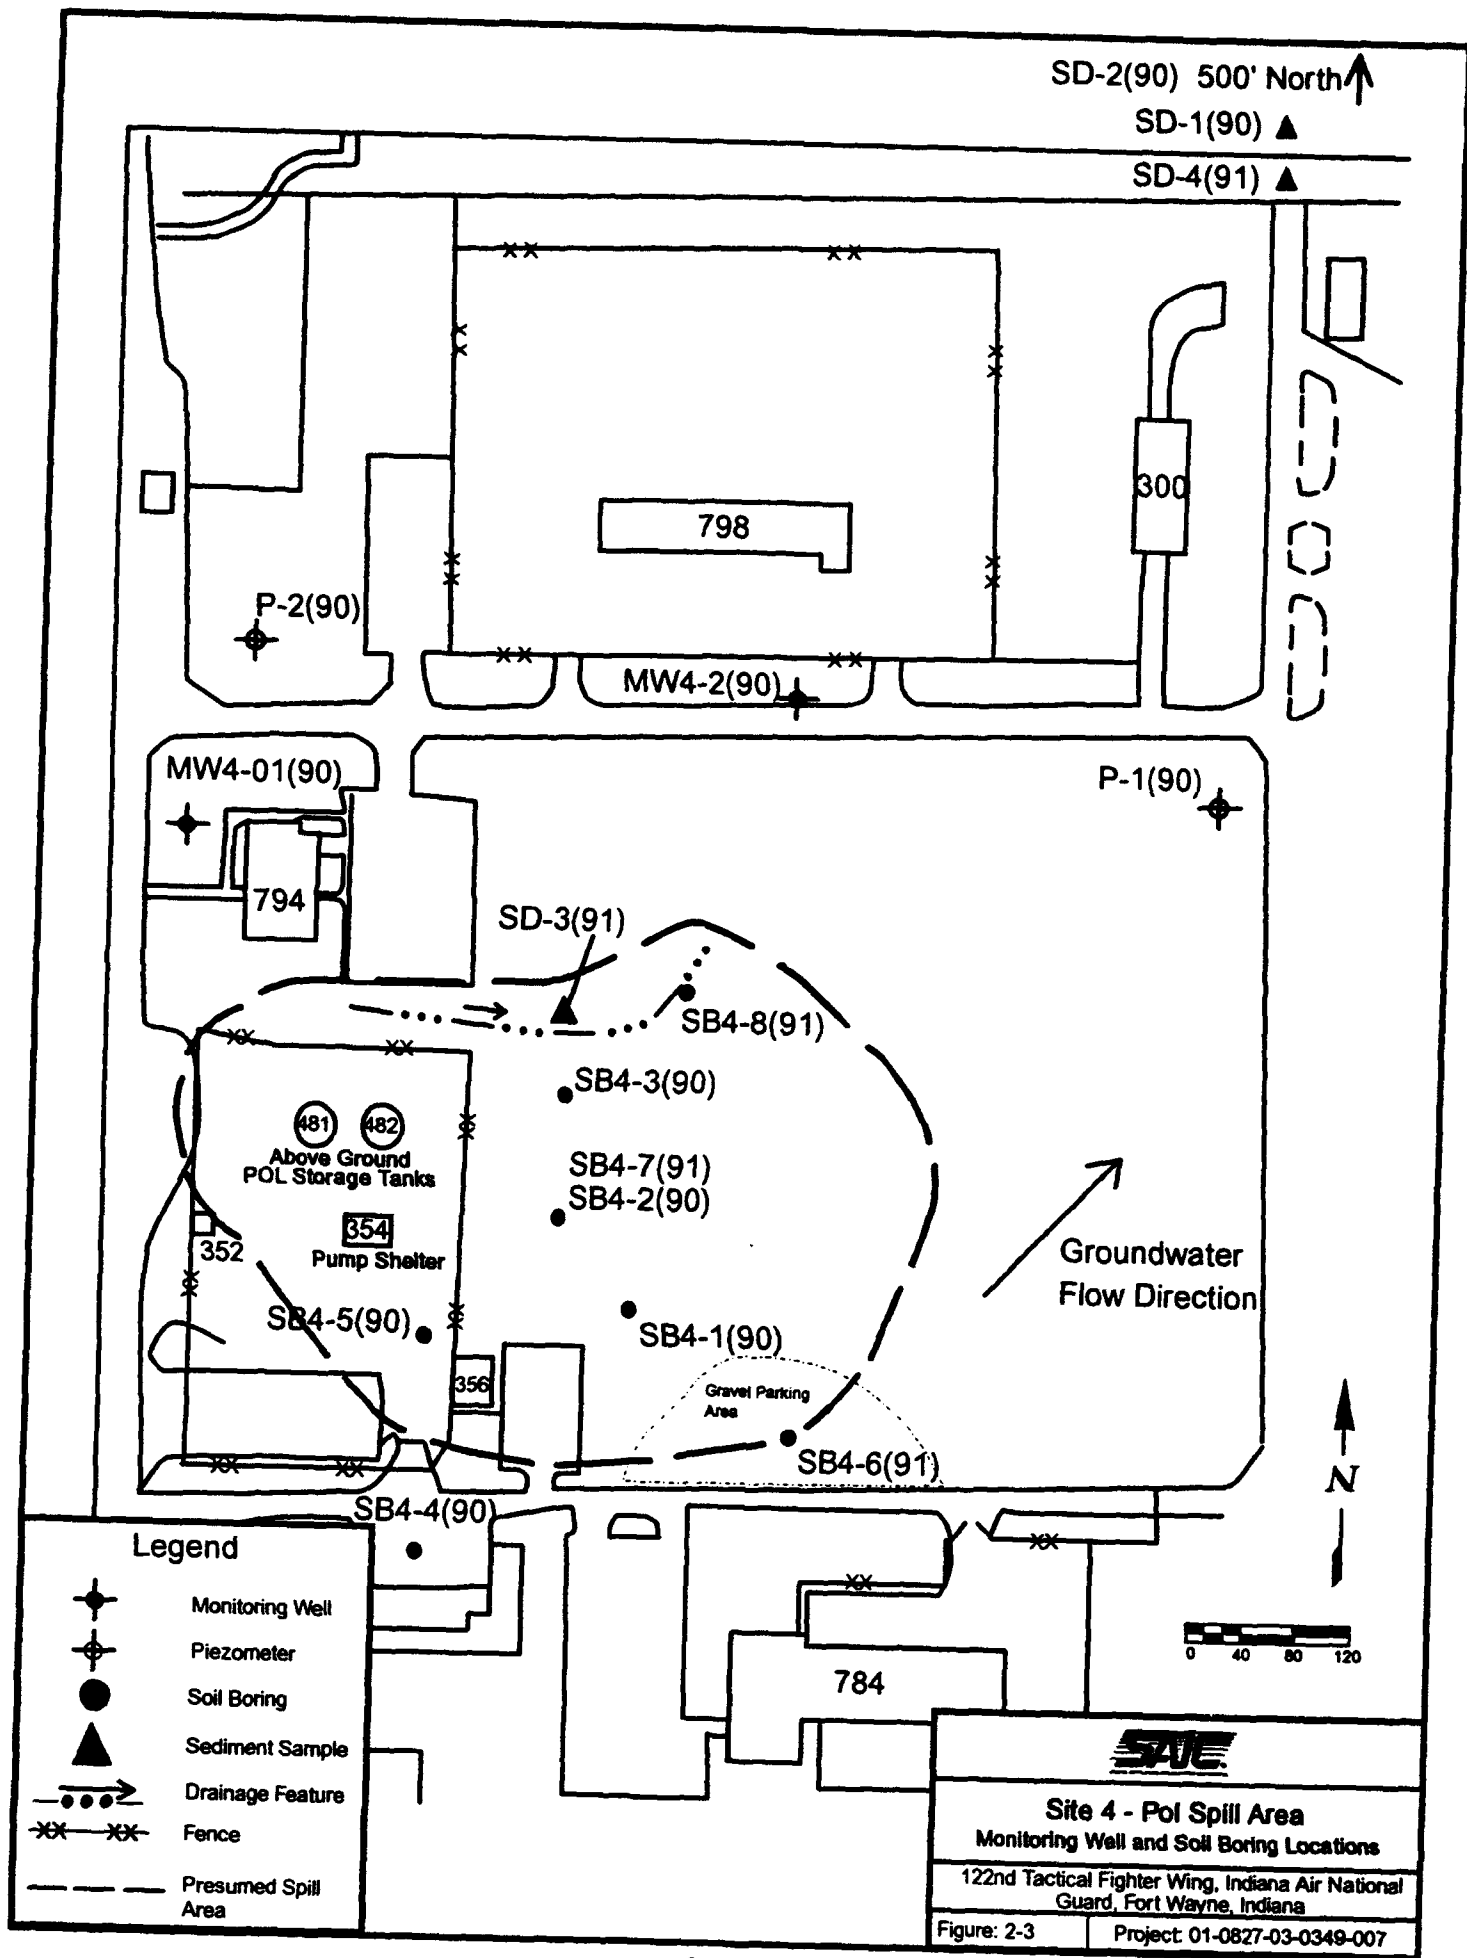 SD-2(90) 500' North
SD-1(90)
SD-4(91)
300
798
P-2(90)
MW4-2(90)
MW4-01(90)
P-1(90)
794
SD-3(91)
SB4-8(91)
SB4-3(90)
481
482
Above Ground
POL Storage Tanks
SB4-7(91)
SB4-2(90)
354
352
Pump Shelter
Groundwater
Flow Direction
SB4-5(90)
SB4-1(90)
356
Gravel Parking
Area
SB4-6(91)
N
SB4-4(90)
Legend
Monitoring Well
Piezometer
Soil Boring
Sediment Sample
Drainage Feature
Fence
Presumed Spill
Area
0 40 80 120
784
SAIC
Site 4 - Pol Spill Area
Monitoring Well and Soil Boring Locations
122nd Tactical Fighter Wing, Indiana Air National
Guard, Fort Wayne, Indiana
Figure: 2-3
Project: 01-0827-03-0349-007